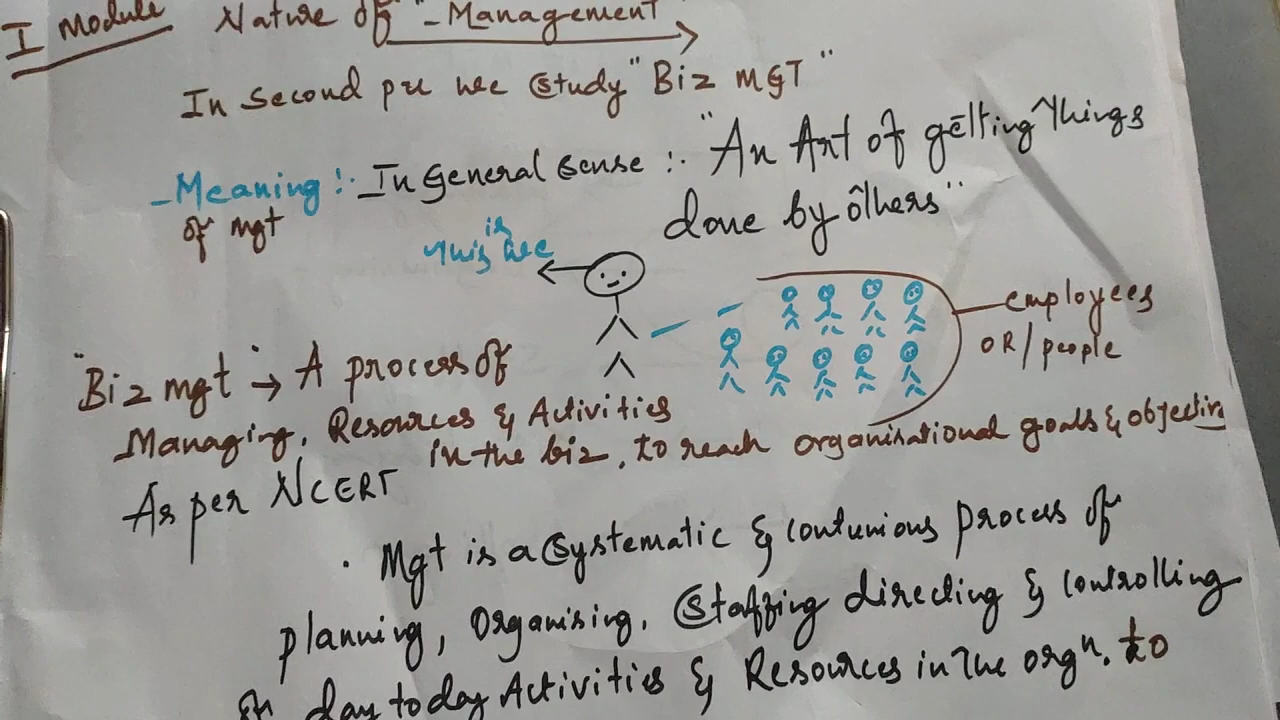 I Module Nature of "Management"
In Second puc we Study "Biz MGT"
Meaning :- In General Sense :- "An Art of getting Things
of mgt
done by others"
is
this we
employees
OR/people
"Biz mgt" → A process of
Managing, Resources & Activities
in the biz, to reach organisational goals & objectiv
As per NCERT
. Mgt is a Systematic & contunious process of
planning, Organising, Staffing directing & controlling
day to day Activities & Resources in The orgn. to